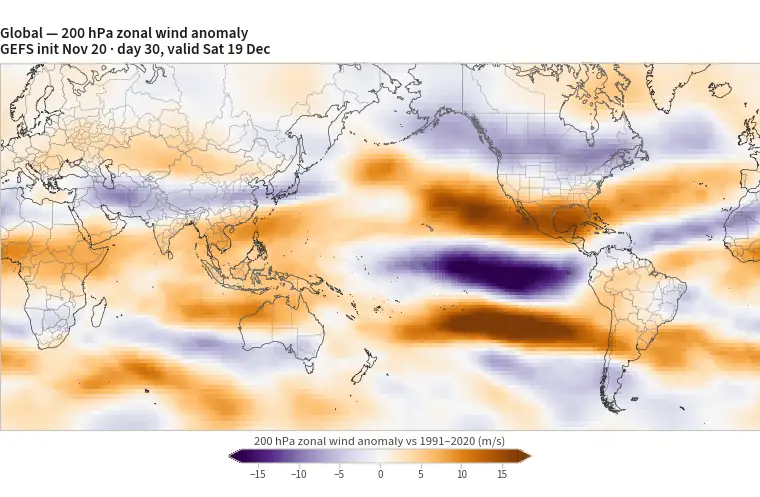 Global — 200 hPa zonal wind anomaly
GEFS init Nov 20 · day 30, valid Sat 19 Dec
200 hPa zonal wind anomaly vs 1991–2020 (m/s)
−15 −10 −5 0 5 10 15